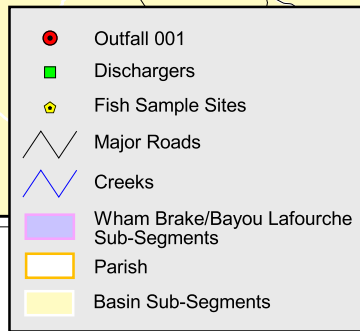 Outfall 001
Dischargers
Fish Sample Sites
Major Roads
Creeks
Wham Brake/Bayou Lafourche
Sub-Segments
Parish
Basin Sub-Segments